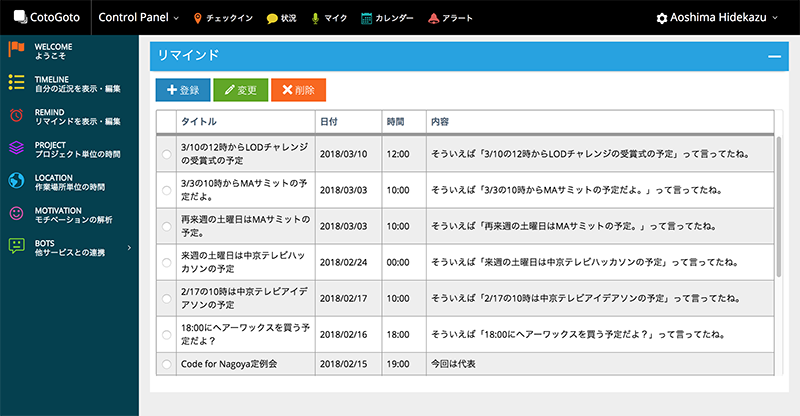 CotoGoto Control Panel チェックイン 状況 マイク カレンダー アラート Aoshima Hidekazu
WELCOME
ようこそ
TIMELINE
自分の近況を表示・編集
REMIND
リマインドを表示・編集
PROJECT
プロジェクト単位の時間
LOCATION
作業場所単位の時間
MOTIVATION
モチベーションの解析
BOTS
他サービスとの連携
リマインド
登録 変更 削除
タイトル 日付 時間 内容
3/10の12時からLODチャレンジ
の受賞式の予定 2018/03/10 12:00 そういえば「3/10の12時からLODチャレンジの受賞式の予定」って言ってたね。
3/3の10時からMAサミットの予
定だよ。 2018/03/03 10:00 そういえば「3/3の10時からMAサミットの予定だよ。」って言ってたね。
再来週の土曜日はMAサミットの
予定。 2018/03/03 10:00 そういえば「再来週の土曜日はMAサミットの予定。」って言ってたね。
来週の土曜日は中京テレビハッ
カソンの予定 2018/02/24 00:00 そういえば「来週の土曜日は中京テレビハッカソンの予定」って言ってたね。
2/17の10時は中京テレビアイデ
アソンの予定 2018/02/17 10:00 そういえば「2/17の10時は中京テレビアイデアソンの予定」って言ってたね。
18:00にヘアーワックスを買う予
定だよ？ 2018/02/16 18:00 そういえば「18:00にヘアーワックスを買う予定だよ？」って言ってたね。
Code for Nagoya定例会 2018/02/15 19:00 今回は代表